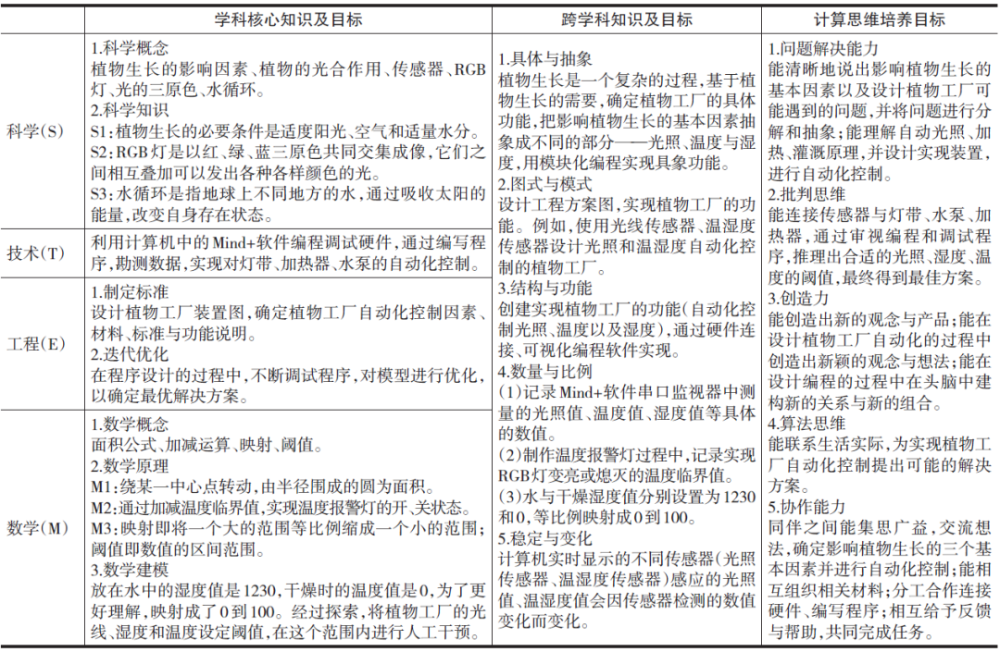 学科核心知识及目标
跨学科知识及目标
计算思维培养目标
科学(S)
1.科学概念
植物生长的影响因素、植物的光合作用、传感器、RGB
灯、光的三原色、水循环。
2.科学知识
S1:植物生长的必要条件是适度阳光、空气和适量水分。
S2:RGB灯是以红、绿、蓝三原色共同交集成像,它们之
间相互叠加可以发出各种各样颜色的光。
S3:水循环是指地球上不同地方的水,通过吸收太阳的
能量,改变自身存在状态。
技术(T)
利用计算机中的Mind+软件编程调试硬件,通过编写程
序,勘测数据,实现对灯带、加热器、水泵的自动化控制。
工程(E)
1.制定标准
设计植物工厂装置图,确定植物工厂自动化控制因素、
材料、标准与功能说明。
2.迭代优化
在程序设计的过程中,不断调试程序,对模型进行优化,
以确定最优解决方案。
数学(M)
1.数学概念
面积公式、加减运算、映射、阈值。
2.数学原理
M1:绕某一中心点转动,由半径围成的圆为面积。
M2:通过加减温度临界值,实现温度报警灯的开、关状态。
M3:映射即将一个大的范围等比例缩成一个小的范围;
阈值即数值的区间范围。
3.数学建模
放在水中的湿度值是1230,干燥时的温度值是0,为了更
好理解,映射成了0到100。经过探索,将植物工厂的光
线、湿度和温度设定阈值,在这个范围内进行人工干预。
1.具体与抽象
植物生长是一个复杂的过程,基于
植物生长的需要,确定植物工厂的具体
功能,把影响植物生长的基本因素抽
象成不同的部分——光照、温度与湿
度,用模块化编程实现具象功能。
2.图式与模式
设计工程方案图,实现植物工厂的功
能。例如,使用光线传感器、温湿度
传感器设计光照和温湿度自动化控
制的植物工厂。
3.结构与功能
创建实现植物工厂的功能(自动化控
制光照、温度以及湿度),通过硬件连
接、可视化编程软件实现。
4.数量与比例
(1)记录Mind+软件串口监视器中测
量的光照值、温度值、湿度值等具体
的数值。
(2)制作温度报警灯过程中,记录实现
RGB灯变亮或熄灭的温度临界值。
(3)水与干燥湿度值分别设置为1230
和0,等比例映射成0到100。
5.稳定与变化
计算机实时显示的不同传感器(光照
传感器、温湿度传感器)感应的光照
值、温湿度值会因传感器检测的数值
变化而变化。
1.问题解决能力
能清晰地说出影响植物生长的
基本因素以及设计植物工厂可
能遇到的问题,并将问题进行分
解和抽象;能理解自动光照、加
热、灌溉原理,并设计实现装置,
进行自动化控制。
2.批判思维
能连接传感器与灯带、水泵、加
热器,通过审视编程和调试程
序,推理出合适的光照、湿度、温
度的阈值,最终得到最佳方案。
3.创造力
能创造出新的观念与产品;能在
设计植物工厂自动化的过程中
创造出新颖的观念与想法;能在
设计编程的过程中在头脑中建
构新的关系与新的组合。
4.算法思维
能联系生活实际,为实现植物工
厂自动化控制提出可能的解决
方案。
5.协作能力
同伴之间能集思广益,交流想
法,确定影响植物生长的三个基
本因素并进行自动化控制;能相
互组织相关材料;分工合作连接
硬件、编写程序;相互给予反馈
与帮助,共同完成任务。